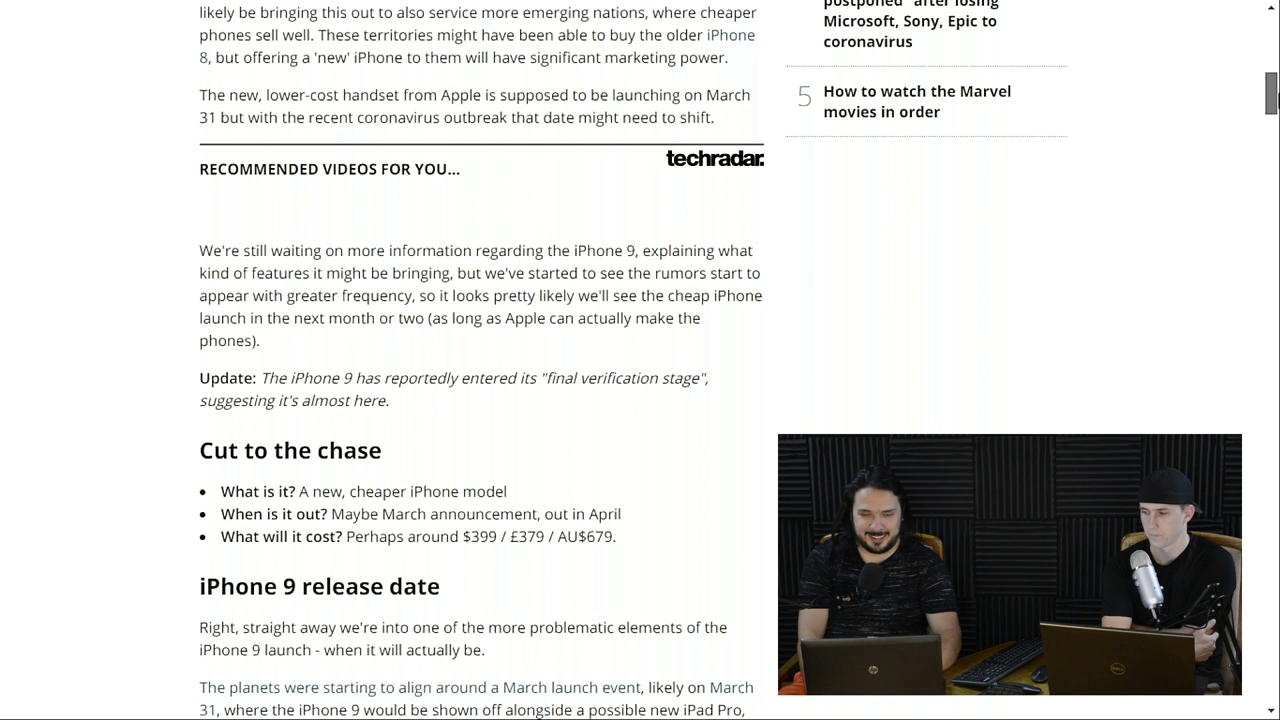 likely be bringing this out to also service more emerging nations, where cheaper
phones sell well. These territories might have been able to buy the older iPhone
8, but offering a 'new' iPhone to them will have significant marketing power.
The new, lower-cost handset from Apple is supposed to be launching on March
31 but with the recent coronavirus outbreak that date might need to shift.
RECOMMENDED VIDEOS FOR YOU...
techradar.
We're still waiting on more information regarding the iPhone 9, explaining what
kind of features it might be bringing, but we've started to see the rumors start to
appear with greater frequency, so it looks pretty likely we'll see the cheap iPhone
launch in the next month or two (as long as Apple can actually make the
phones).
Update: The iPhone 9 has reportedly entered its "final verification stage",
suggesting it's almost here.
Cut to the chase
• What is it? A new, cheaper iPhone model
• When is it out? Maybe March announcement, out in April
• What will it cost? Perhaps around $399 / £379 / AU$679.
iPhone 9 release date
Right, straight away we're into one of the more problematic elements of the
iPhone 9 launch - when it will actually be.
The planets were starting to align around a March launch event, likely on March
31, where the iPhone 9 would be shown off alongside a possible new iPad Pro,
postponed" after losing
Microsoft, Sony, Epic to
coronavirus
5 How to watch the Marvel
movies in order
hp
DELL